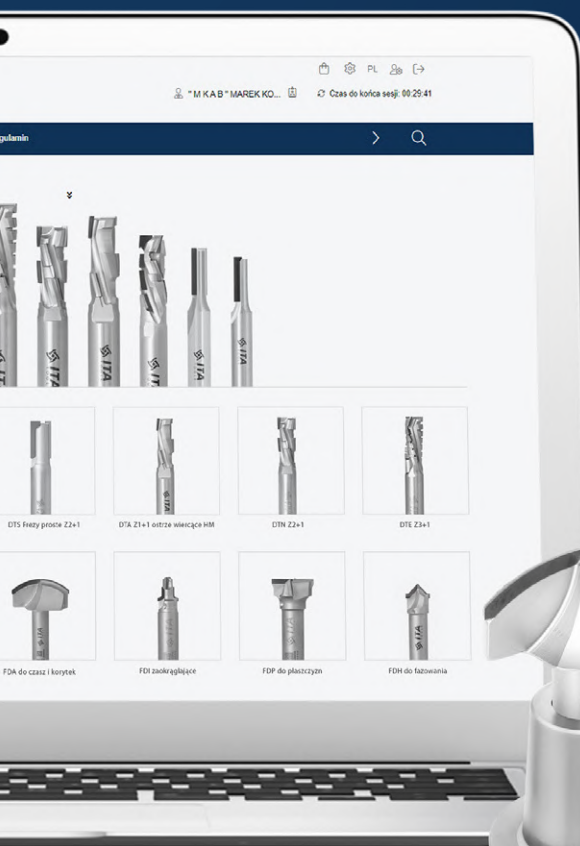 PL
"M K A B" MAREK KO...
Czas do końca sesji: 00:29:41
gulamin
ITA
ITA
ITA
ITA
ITA
DTS Frezy proste Z2+1
DTA Z1+1 ostrze wiercące HM
DTN Z2+1
DTE Z3+1
FDA do czasz i korytek
FDI zaokrąglające
FDP do płaszczyzn
FDH do fazowania